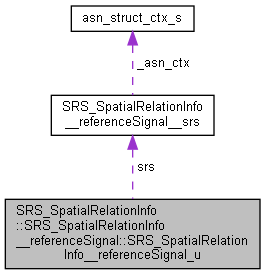 asn_struct_ctx_s
_asn_ctx
SRS_SpatialRelationInfo
__referenceSignal__srs
srs
SRS_SpatialRelationInfo
::SRS_SpatialRelationInfo
__referenceSignal::SRS_SpatialRelation
Info__referenceSignal_u